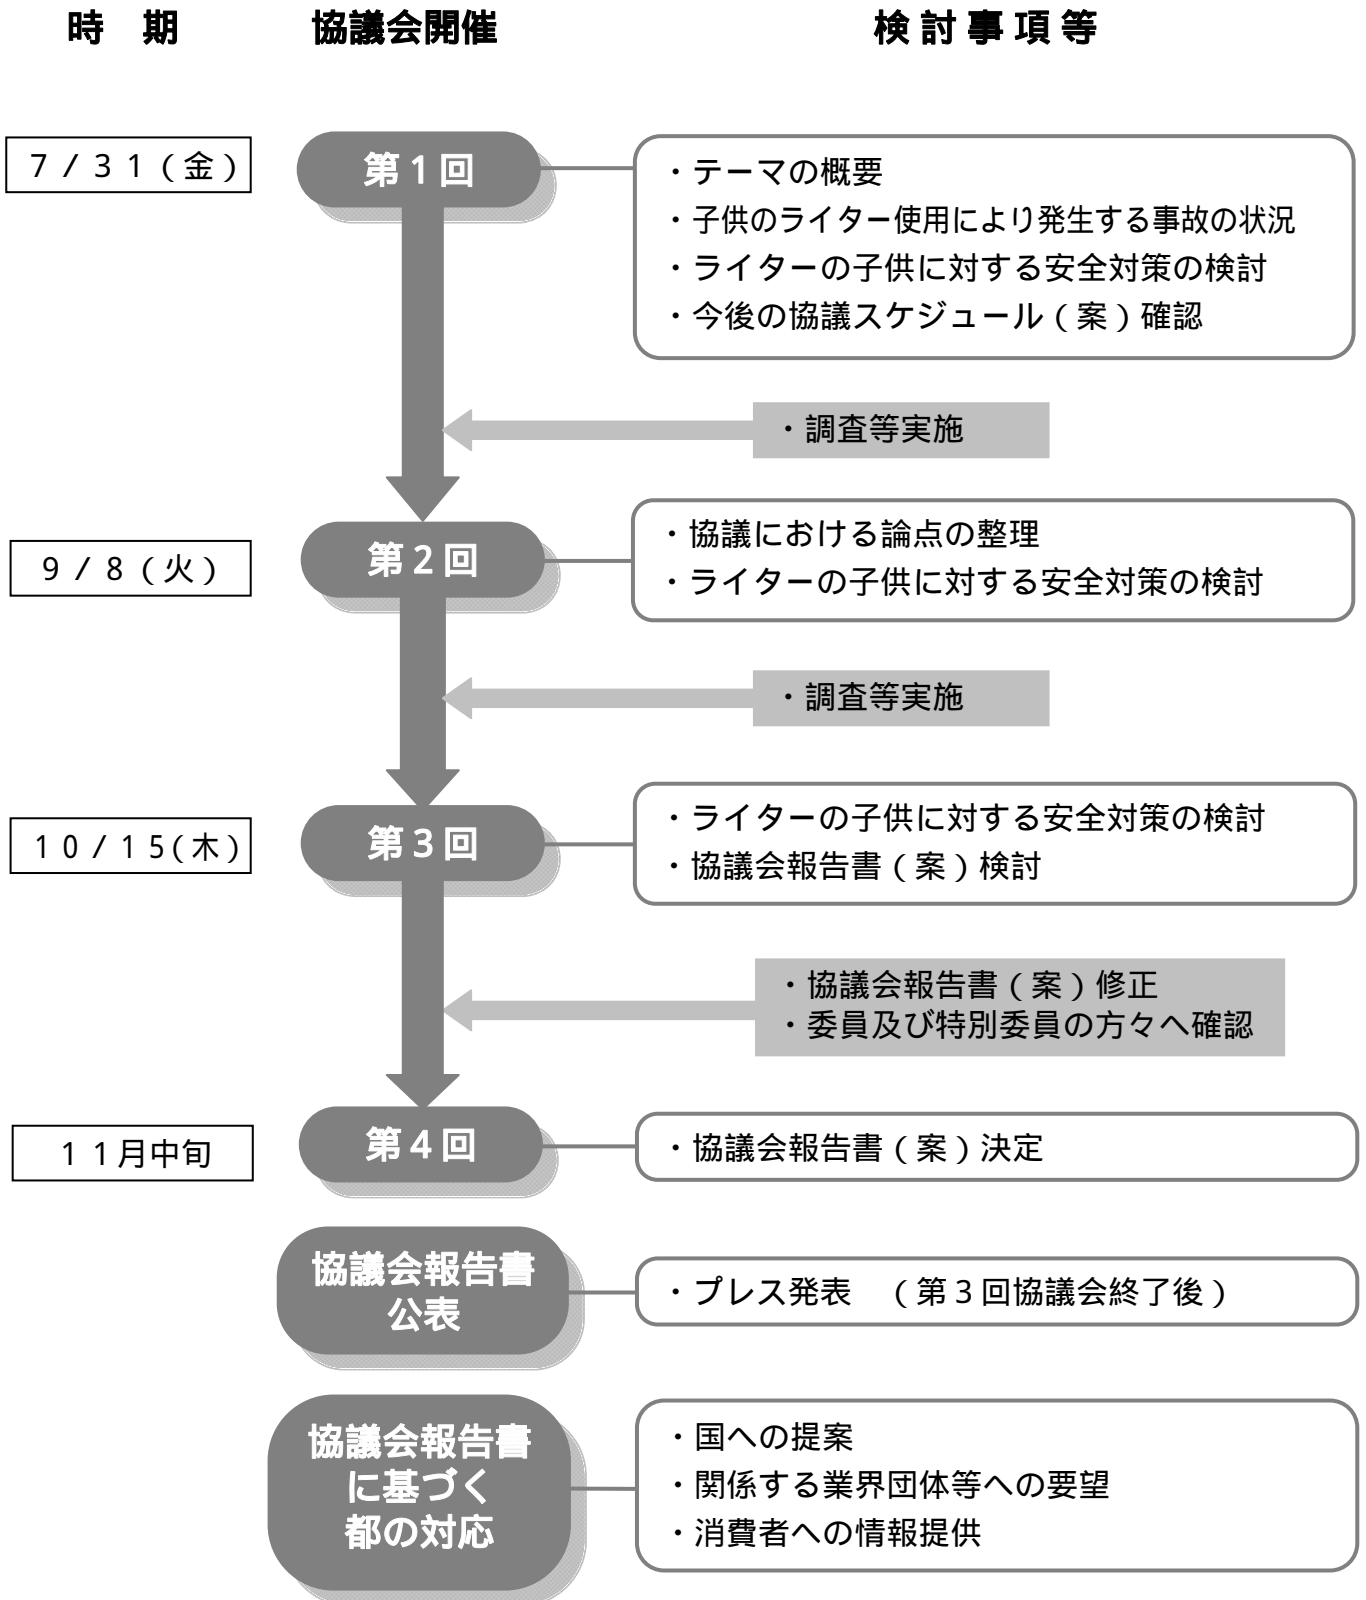 時　期　　協議会開催　　検 討 事 項 等
７／３１（金）
第１回
・テーマの概要
・子供のライター使用により発生する事故の状況
・ライターの子供に対する安全対策の検討
・今後の協議スケジュール（案）確認
・調査等実施
９／８（火）
第２回
・協議における論点の整理
・ライターの子供に対する安全対策の検討
・調査等実施
１０／１５(木)
第３回
・ライターの子供に対する安全対策の検討
・協議会報告書（案）検討
・協議会報告書（案）修正
・委員及び特別委員の方々へ確認
１１月中旬
第４回
・協議会報告書（案）決定
協議会報告書
公表
・プレス発表　（第３回協議会終了後）
協議会報告書
に基づく
都の対応
・国への提案
・関係する業界団体等への要望
・消費者への情報提供